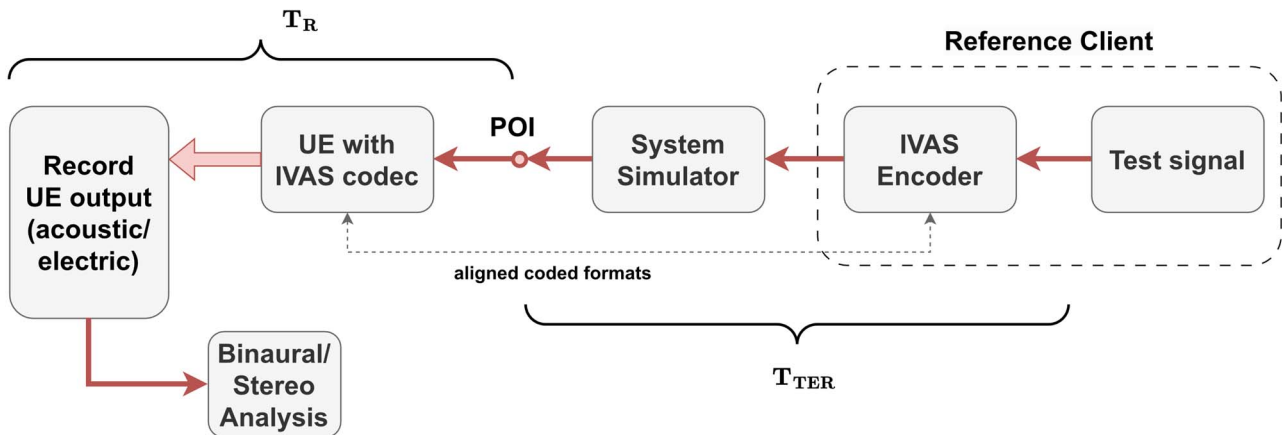 T_R
Reference Client
Record
UE output
(acoustic/
electric)
UE with
IVAS codec
POI
System
Simulator
IVAS
Encoder
Test signal
aligned coded formats
Binaural/
Stereo
Analysis
T_TER